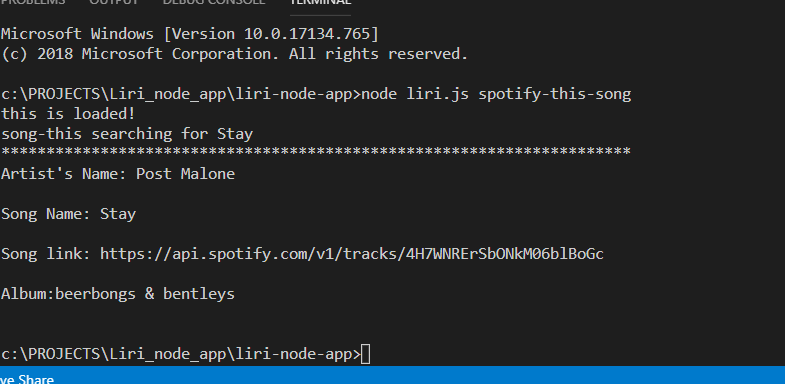 PROBLEMS OUTPUT DEBUG CONSOLE TERMINAL
Microsoft Windows [Version 10.0.17134.765]
(c) 2018 Microsoft Corporation. All rights reserved.
c:\PROJECTS\Liri_node_app\liri-node-app>node liri.js spotify-this-song
this is loaded!
song-this searching for Stay
**********************************************************************
Artist's Name: Post Malone
Song Name: Stay
Song link: https://api.spotify.com/v1/tracks/4H7WNRErSbONkM06blBoGc
Album:beerbongs & bentleys
c:\PROJECTS\Liri_node_app\liri-node-app>
ve Share